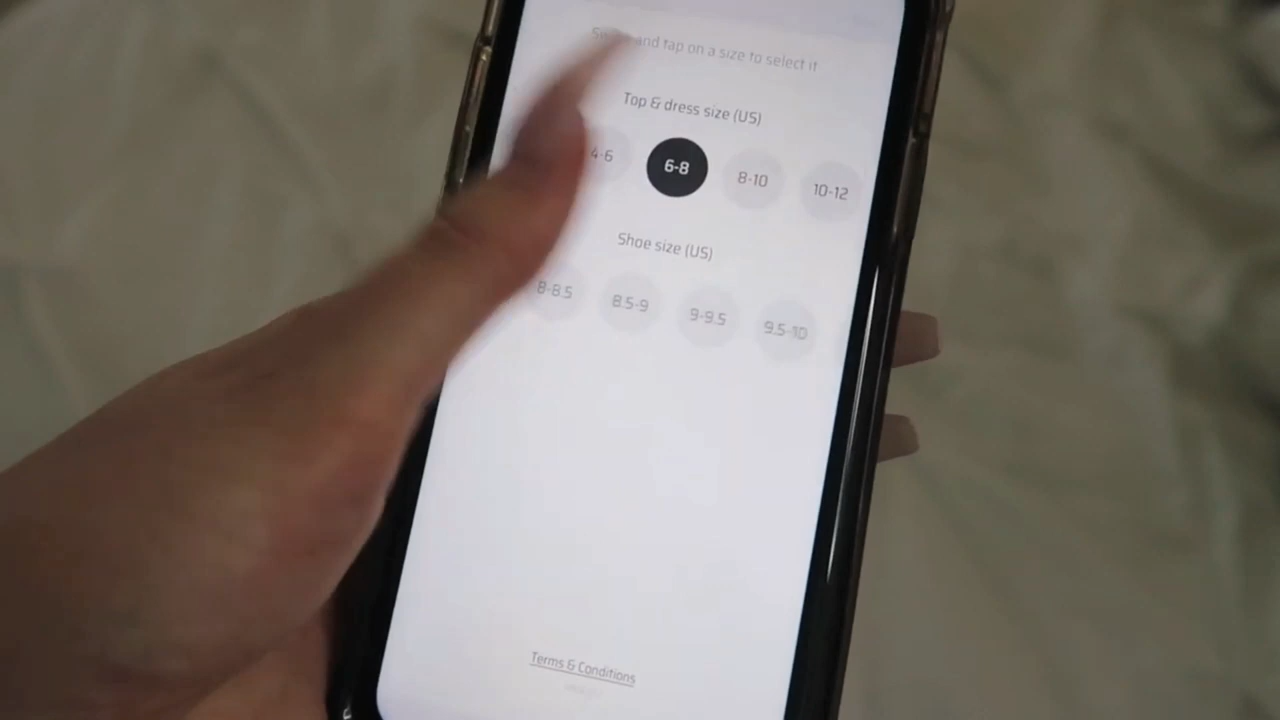 and tap on a size to select it
Top & dress size (US)
4-6 6-8 8-10 10-12
Shoe size (US)
8-8.5 8.5-9 9-9.5 9.5-10
Terms & Conditions